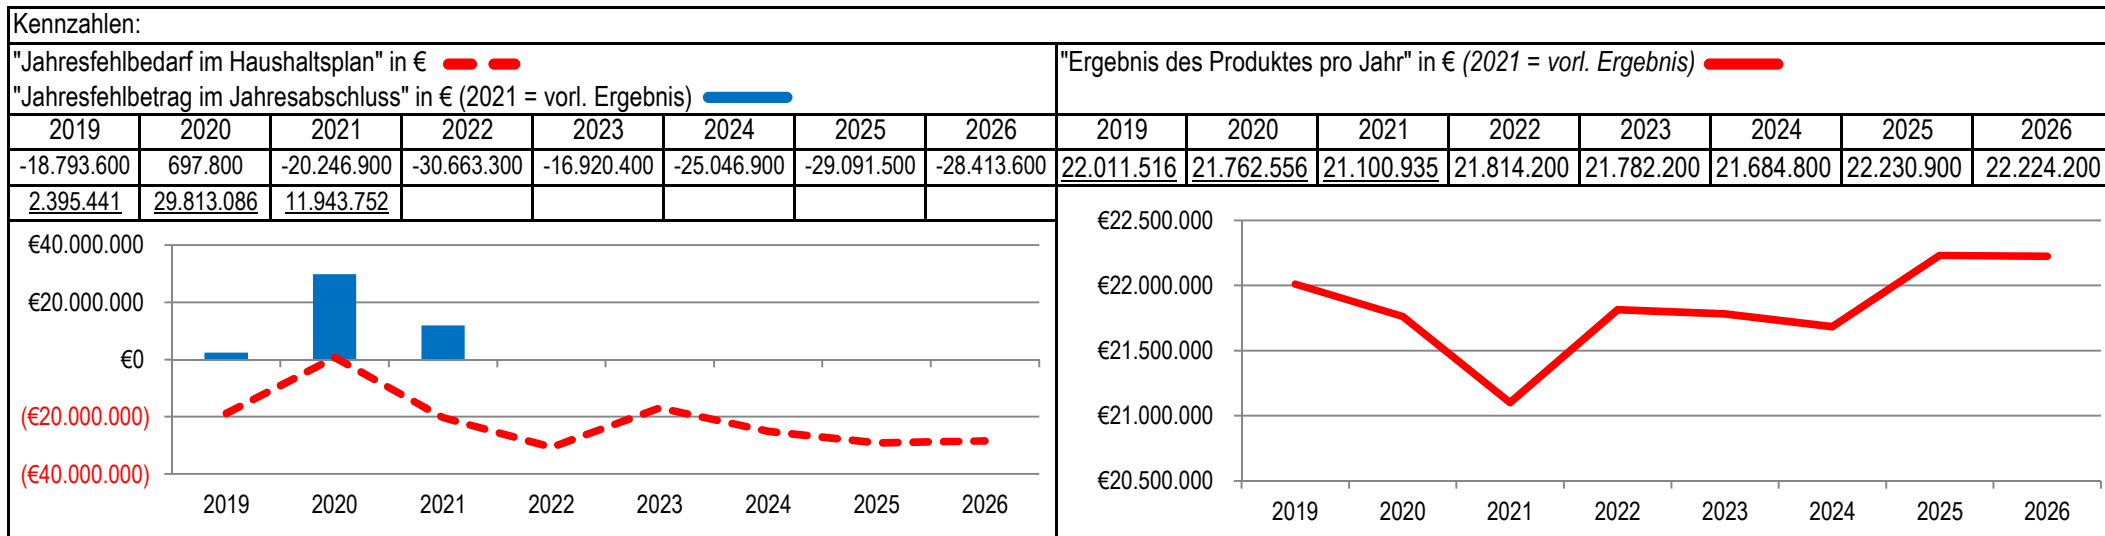 Kennzahlen:
"Jahresfehlbedarf im Haushaltsplan" in €
"Jahresfehlbetrag im Jahresabschluss" in € (2021 = vorl. Ergebnis)
2019 2020 2021 2022 2023 2024 2025 2026
-18.793.600 697.800 -20.246.900 -30.663.300 -16.920.400 -25.046.900 -29.091.500 -28.413.600
2.395.441 29.813.086 11.943.752
€40.000.000
€20.000.000
€0
(€20.000.000)
(€40.000.000)
2019 2020 2021 2022 2023 2024 2025 2026
"Ergebnis des Produktes pro Jahr" in € (2021 = vorl. Ergebnis)
2019 2020 2021 2022 2023 2024 2025 2026
22.011.516 21.762.556 21.100.935 21.814.200 21.782.200 21.684.800 22.230.900 22.224.200
€22.500.000
€22.000.000
€21.500.000
€21.000.000
€20.500.000
2019 2020 2021 2022 2023 2024 2025 2026